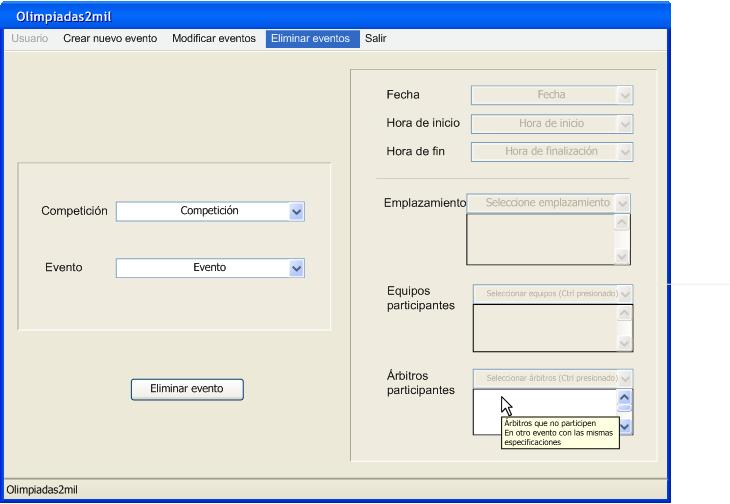 Olimpiadas2mil
Usuario Crear nuevo evento Modificar eventos Eliminar eventos Salir
Fecha Fecha
Hora de inicio Hora de inicio
Hora de fin Hora de finalización
Emplazamiento Seleccione emplazamiento
Competición Competición
Evento Evento
Equipos
participantes
Seleccionar equipos (Ctrl presionado)
Eliminar evento
Árbitros
participantes
Seleccionar árbitros (Ctrl presionado)
Árbitros que no participen
En otro evento con las mismas
especificaciones
Olimpiadas2mil